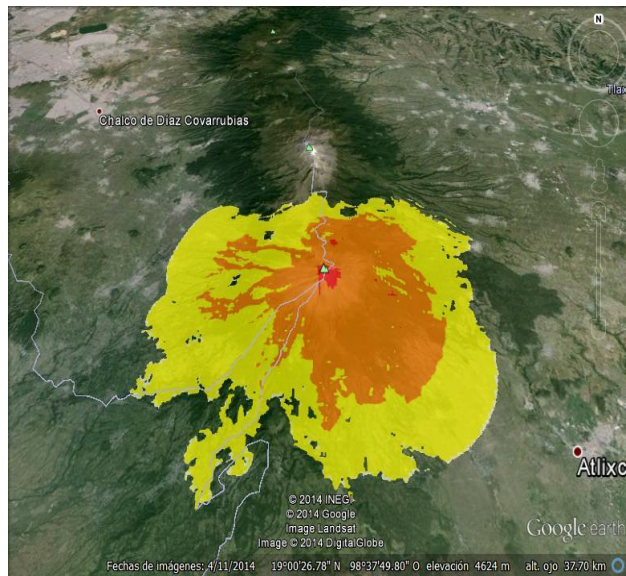 N
Tlax
Chalco de Díaz Covarrubias
Atlixc
© 2014 INEGI
© 2014 Google
Image Landsat
Image © 2014 DigitalGlobe
Google earth
Fechas de imágenes: 4/11/2014 19°00'26.78" N 98°37'49.80" O elevación 4624 m alt. ojo 37.70 km